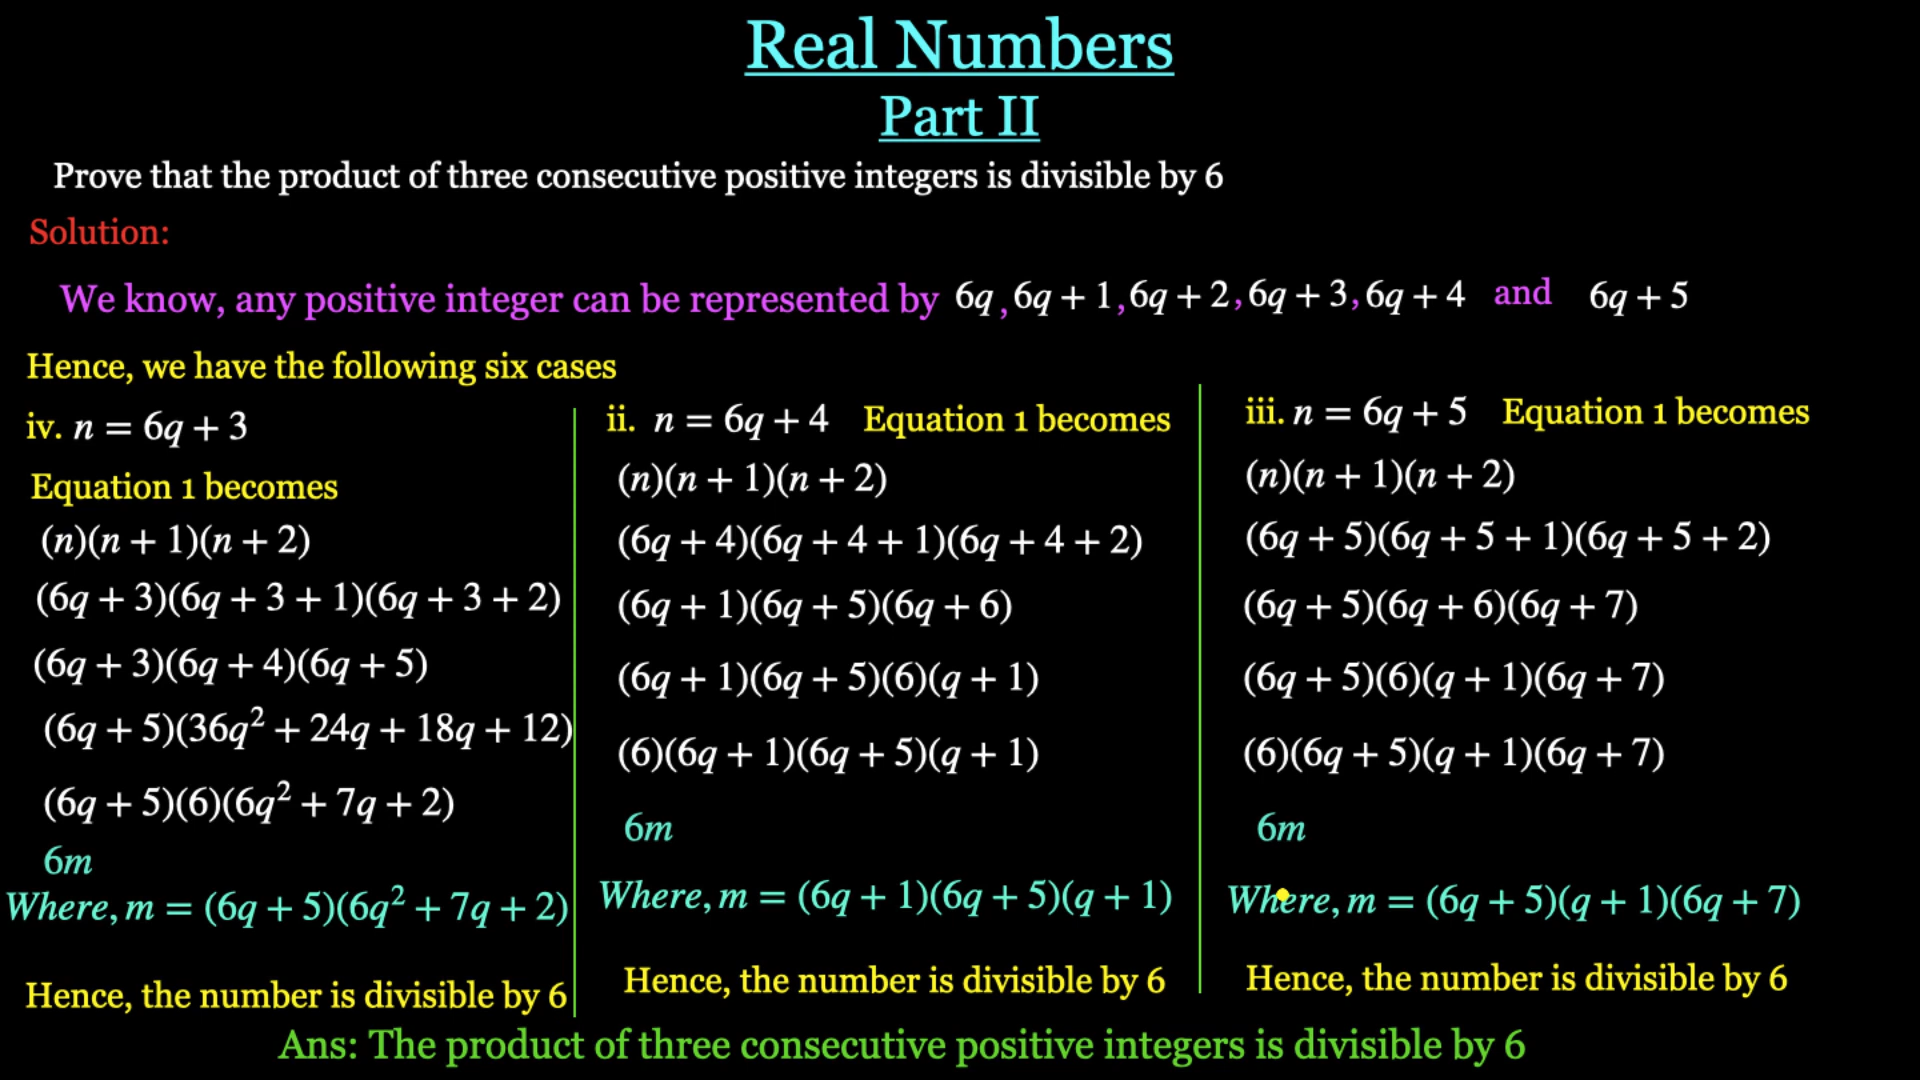 Real Numbers
Part II
Prove that the product of three consecutive positive integers is divisible by 6
Solution:
We know, any positive integer can be represented by 6q , 6q + 1 , 6q + 2 , 6q + 3 , 6q + 4 and 6q + 5
Hence, we have the following six cases
iv. n = 6q + 3
Equation 1 becomes
(n)(n + 1)(n + 2)
(6q + 3)(6q + 3 + 1)(6q + 3 + 2)
(6q + 3)(6q + 4)(6q + 5)
(6q + 5)(36q² + 24q + 18q + 12)
(6q + 5)(6)(6q² + 7q + 2)
6m
Where, m = (6q + 5)(6q² + 7q + 2)
Hence, the number is divisible by 6
ii. n = 6q + 4 Equation 1 becomes
(n)(n + 1)(n + 2)
(6q + 4)(6q + 4 + 1)(6q + 4 + 2)
(6q + 1)(6q + 5)(6q + 6)
(6q + 1)(6q + 5)(6)(q + 1)
(6)(6q + 1)(6q + 5)(q + 1)
6m
Where, m = (6q + 1)(6q + 5)(q + 1)
Hence, the number is divisible by 6
iii. n = 6q + 5 Equation 1 becomes
(n)(n + 1)(n + 2)
(6q + 5)(6q + 5 + 1)(6q + 5 + 2)
(6q + 5)(6q + 6)(6q + 7)
(6q + 5)(6)(q + 1)(6q + 7)
(6)(6q + 5)(q + 1)(6q + 7)
6m
Where, m = (6q + 5)(q + 1)(6q + 7)
Hence, the number is divisible by 6
Ans: The product of three consecutive positive integers is divisible by 6